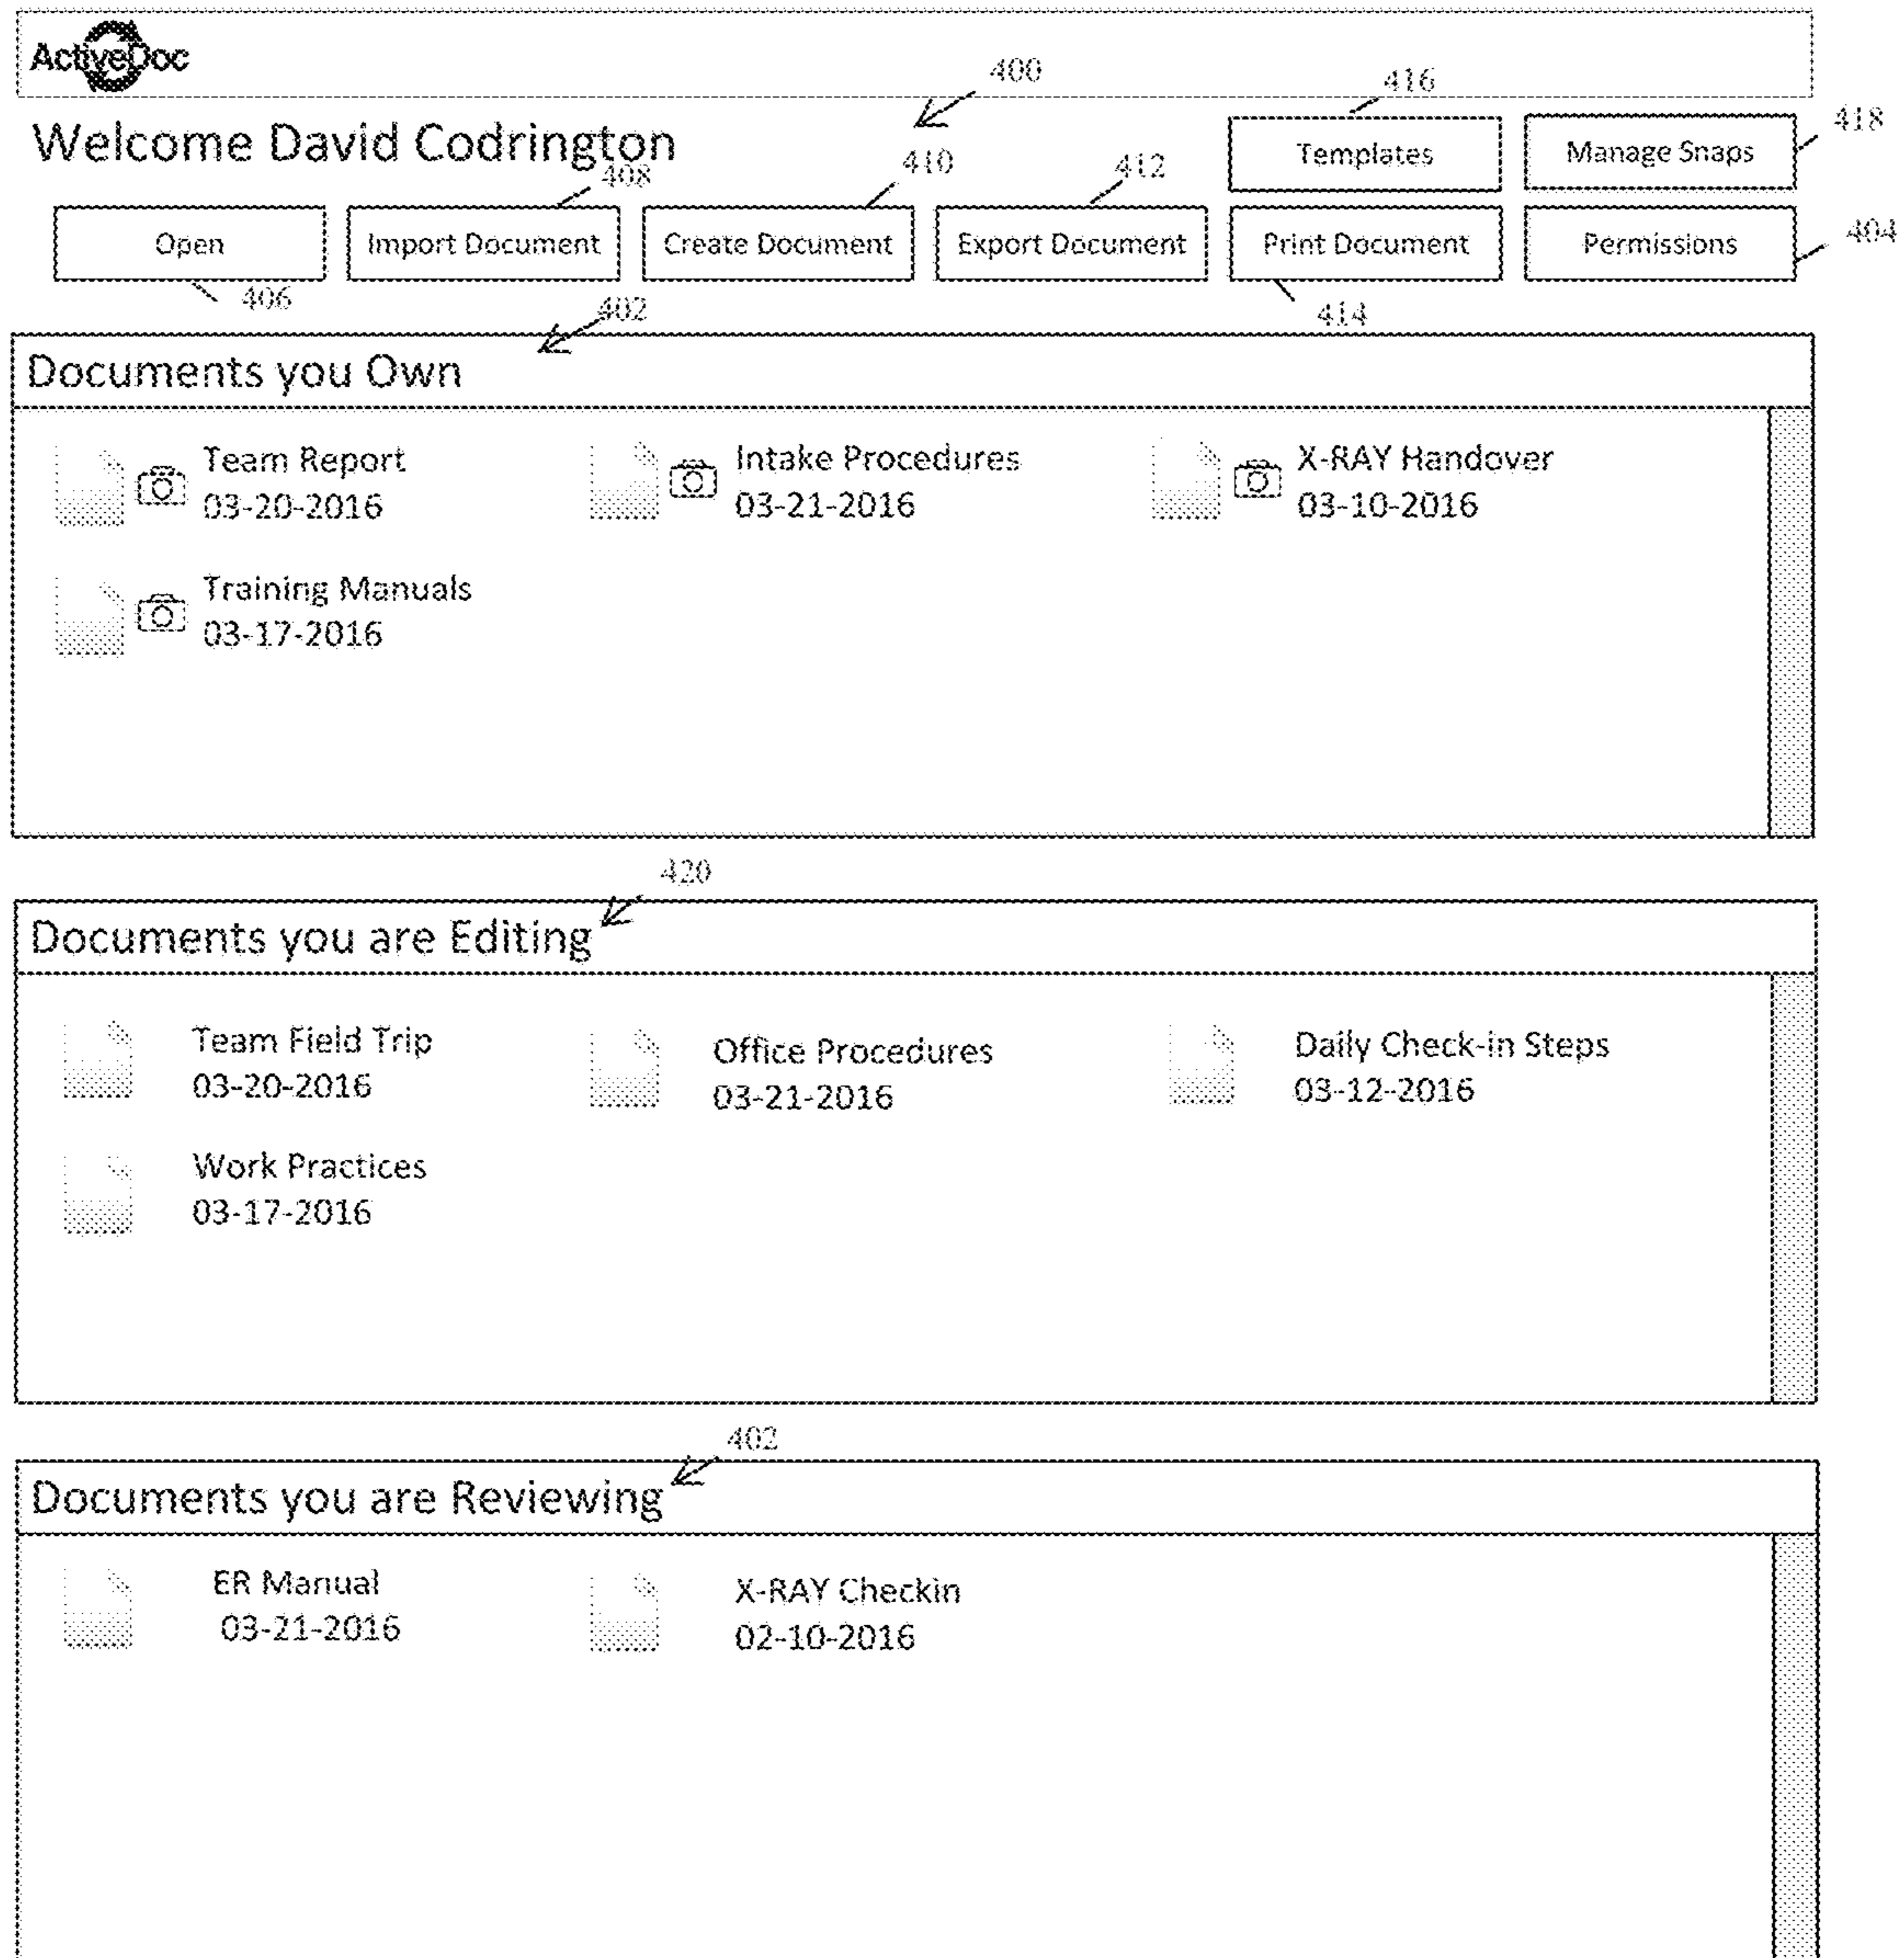 ActiveDoc
400
416
418
Welcome David Codrington
408
410
412
Templates
Manage Snaps
Open
Import Document
Create Document
Export Document
Print Document
Permissions
404
406
402
414
Documents you Own
Team Report
03-20-2016
Intake Procedures
03-21-2016
X-RAY Handover
03-10-2016
Training Manuals
03-17-2016
420
Documents you are Editing
Team Field Trip
03-20-2016
Office Procedures
03-21-2016
Daily Check-in Steps
03-12-2016
Work Practices
03-17-2016
402
Documents you are Reviewing
ER Manual
03-21-2016
X-RAY Checkin
02-10-2016